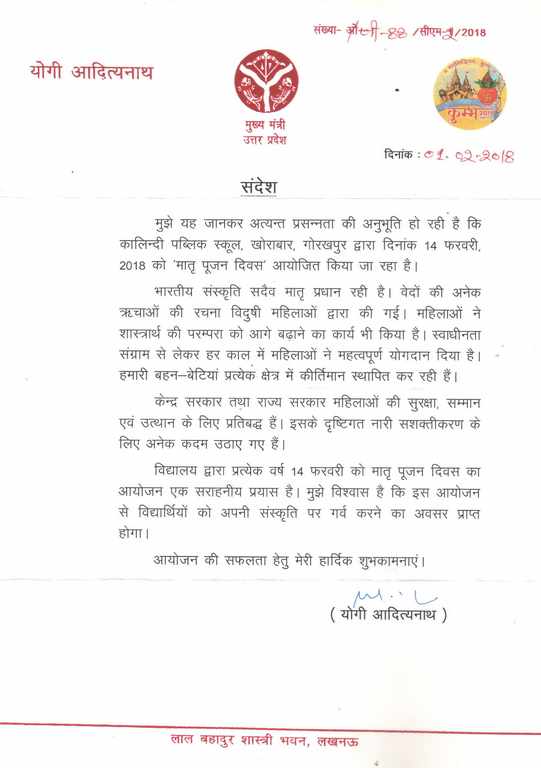 संख्या- ओ०सी-88 /सीएम-2/2018
योगी आदित्यनाथ
मुख्य मंत्री
उत्तर प्रदेश
कुम्भ
दिनांक : 01.02-2018
संदेश
मुझे यह जानकर अत्यन्त प्रसन्नता की अनुभूति हो रही है कि
कालिन्दी पब्लिक स्कूल, खोराबार, गोरखपुर द्वारा दिनांक 14 फरवरी,
2018 को 'मातृ पूजन दिवस' आयोजित किया जा रहा है।
भारतीय संस्कृति सदैव मातृ प्रधान रही है। वेदों की अनेक
ऋचाओं की रचना विदुषी महिलाओं द्वारा की गई। महिलाओं ने
शास्त्रार्थ की परम्परा को आगे बढ़ाने का कार्य भी किया है। स्वाधीनता
संग्राम से लेकर हर काल में महिलाओं ने महत्वपूर्ण योगदान दिया है।
हमारी बहन–बेटियां प्रत्येक क्षेत्र में कीर्तिमान स्थापित कर रही हैं।
केन्द्र सरकार तथा राज्य सरकार महिलाओं की सुरक्षा, सम्मान
एवं उत्थान के लिए प्रतिबद्ध हैं। इसके दृष्टिगत नारी सशक्तीकरण के
लिए अनेक कदम उठाए गए हैं।
विद्यालय द्वारा प्रत्येक वर्ष 14 फरवरी को मातृ पूजन दिवस का
आयोजन एक सराहनीय प्रयास है। मुझे विश्वास है कि इस आयोजन
से विद्यार्थियों को अपनी संस्कृति पर गर्व करने का अवसर प्राप्त
होगा।
आयोजन की सफलता हेतु मेरी हार्दिक शुभकामनाएं।
( योगी आदित्यनाथ )
लाल बहादुर शास्त्री भवन, लखनऊ